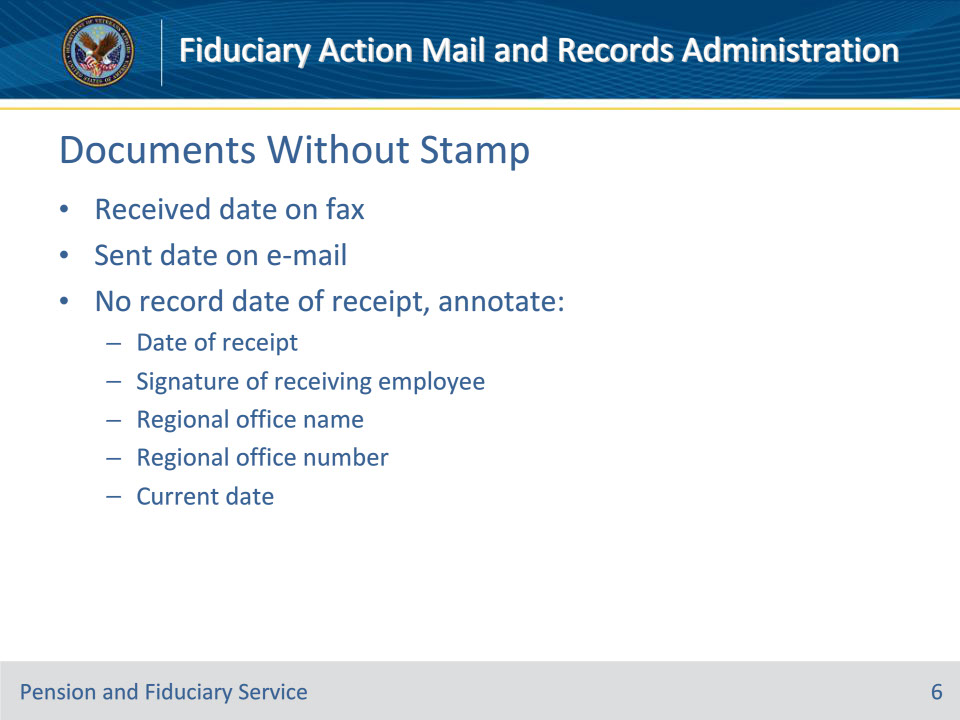 Fiduciary Action Mail and Records Administration
Documents Without Stamp
• Received date on fax
• Sent date on e-mail
• No record date of receipt, annotate:
– Date of receipt
– Signature of receiving employee
– Regional office name
– Regional office number
– Current date
Pension and Fiduciary Service
6